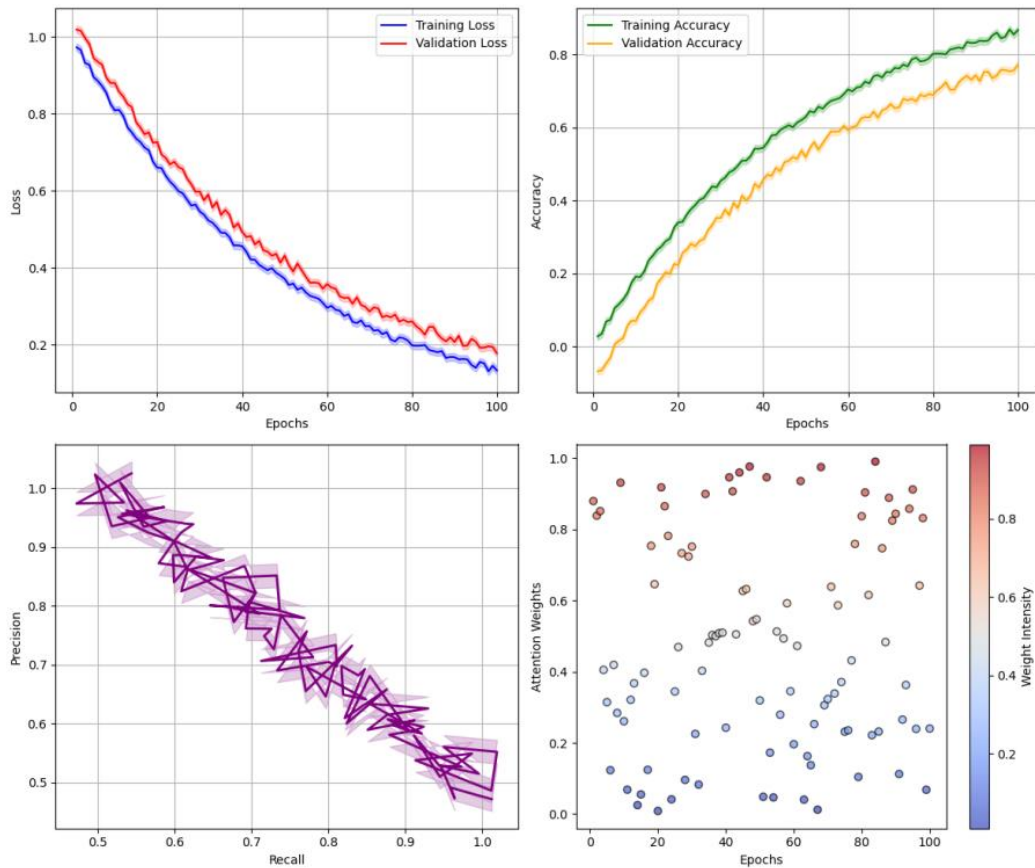 Training Loss
Validation Loss
1.0
0.8
0.6
0.4
0.2
Loss
0 20 40 60 80 100
Epochs
Training Accuracy
Validation Accuracy
0.8
0.6
0.4
0.2
0.0
Accuracy
0 20 40 60 80 100
Epochs
1.0
0.9
0.8
0.7
0.6
0.5
Precision
0.5 0.6 0.7 0.8 0.9 1.0
Recall
1.0
0.8
0.6
0.4
0.2
0.0
Attention Weights
0 20 40 60 80 100
Epochs
0.8
0.6
0.4
0.2
Weight Intensity